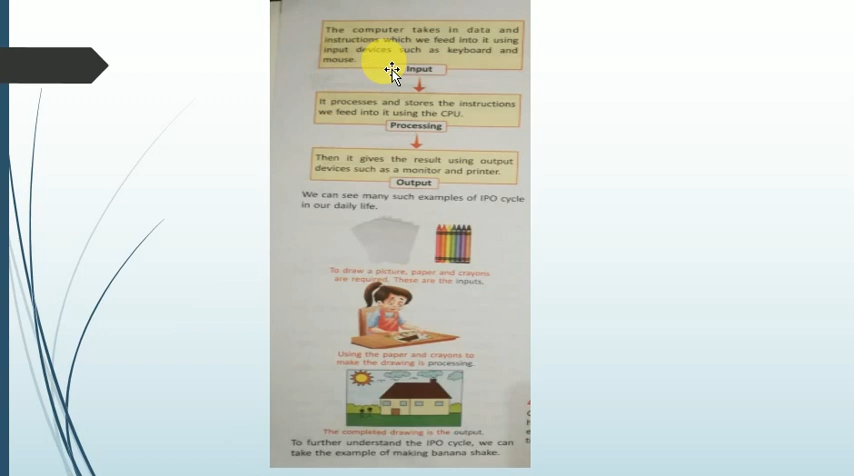 The computer takes in data and
instructions which we feed into it using
input devices such as keyboard and
mouse.
Input
It processes and stores the instructions
we feed into it using the CPU.
Processing
Then it gives the result using output
devices such as a monitor and printer.
Output
We can see many such examples of IPO cycle
in our daily life.
To draw a picture, paper and crayons
are required. These are the inputs.
Using the paper and crayons to
make the drawing is processing.
The completed drawing is the output.
To further understand the IPO cycle, we can
take the example of making banana shake.